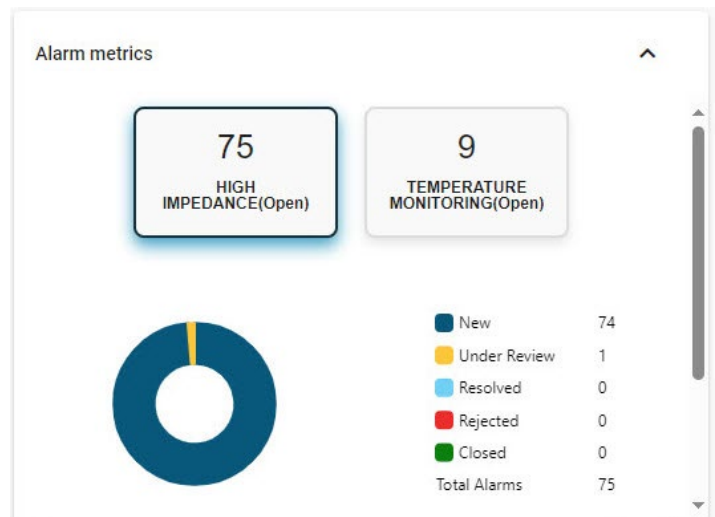 Alarm metrics
75
HIGH
IMPEDANCE(Open)
9
TEMPERATURE
MONITORING(Open)
New 74
Under Review 1
Resolved 0
Rejected 0
Closed 0
Total Alarms 75